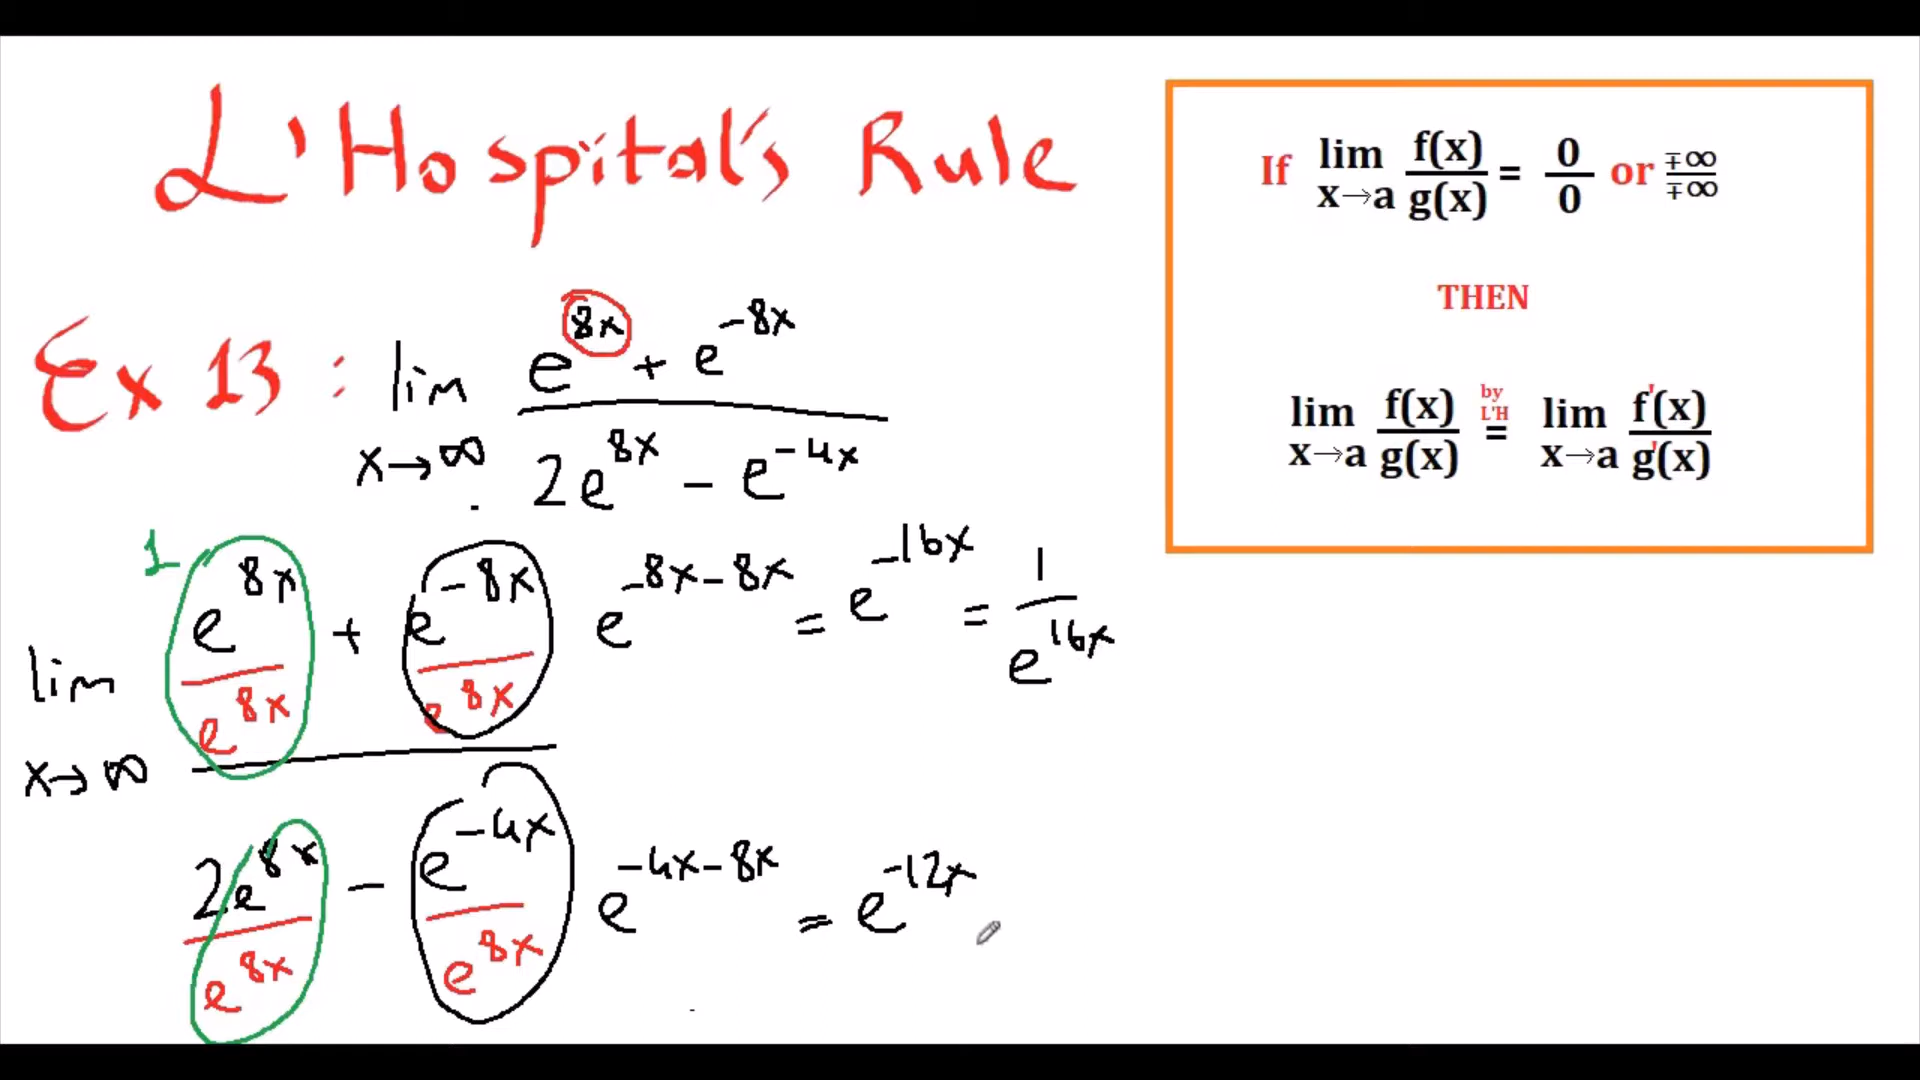 L'Hospital's Rule
If lim x→a f(x)/g(x) = 0/0 or ∓∞/∓∞
THEN
lim x→a f(x)/g(x) by L'H = lim x→a f'(x)/g'(x)
Ex 13 : lim x→∞ (e^(8x) + e^(-8x))/(2e^(8x) - e^(-4x))
1
lim x→∞ (e^(8x)/e^(8x) + e^(-8x)/e^(8x))/(2e^(8x)/e^(8x) - e^(-4x)/e^(8x))
e^(-8x-8x) = e^(-16x) = 1/e^(16x)
e^(-4x-8x) = e^(-12x)